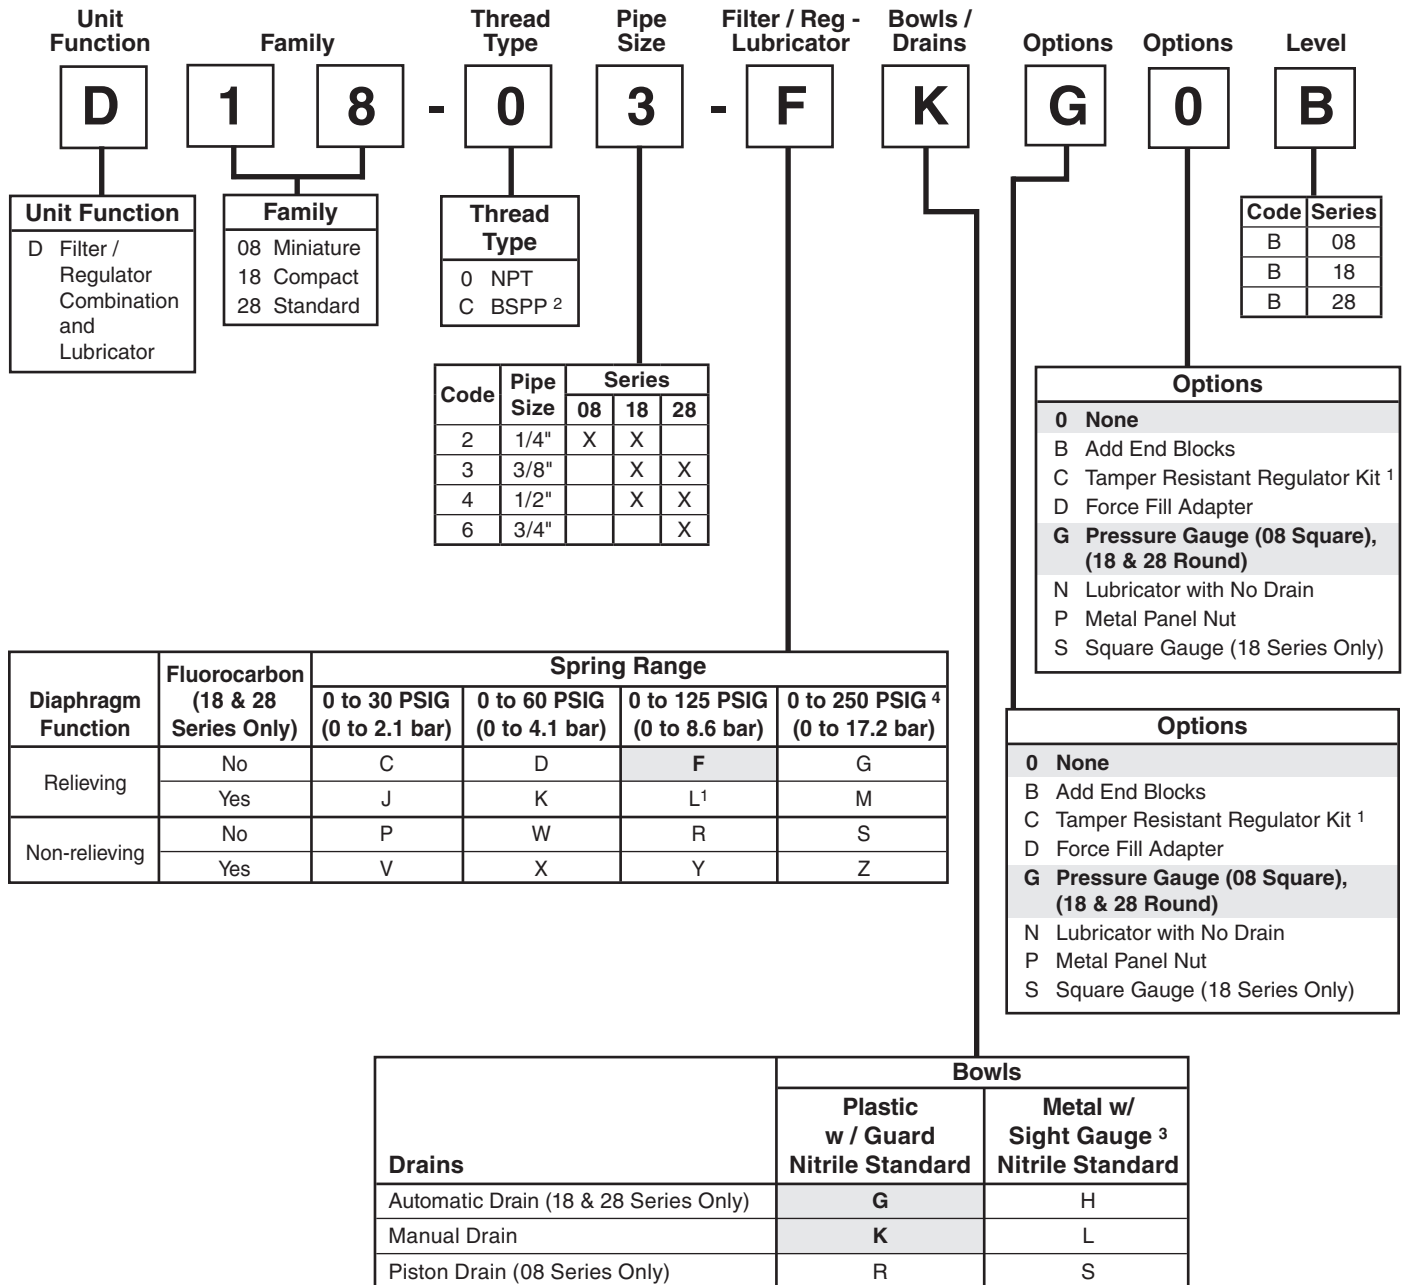 Unit Function
Family
Thread Type
Pipe Size
Filter / Reg - Lubricator
Bowls / Drains
Options
Options
Level
D 1 8 - 0 3 - F K G 0 B
Unit Function
D Filter / Regulator Combination and Lubricator
Family
08 Miniature
18 Compact
28 Standard
Thread Type
0 NPT
C BSPP 2
Code Series
B 08
B 18
B 28
Code Pipe Size Series
08 18 28
2 1/4" X X
3 3/8" X X
4 1/2" X X
6 3/4" X
Options
0 None
B Add End Blocks
C Tamper Resistant Regulator Kit 1
D Force Fill Adapter
G Pressure Gauge (08 Square),
(18 & 28 Round)
N Lubricator with No Drain
P Metal Panel Nut
S Square Gauge (18 Series Only)
Diaphragm Function
Fluorocarbon (18 & 28 Series Only)
Spring Range
0 to 30 PSIG (0 to 2.1 bar)
0 to 60 PSIG (0 to 4.1 bar)
0 to 125 PSIG (0 to 8.6 bar)
0 to 250 PSIG 4 (0 to 17.2 bar)
Relieving
No C D F G
Yes J K L1 M
Non-relieving
No P W R S
Yes V X Y Z
Options
0 None
B Add End Blocks
C Tamper Resistant Regulator Kit 1
D Force Fill Adapter
G Pressure Gauge (08 Square),
(18 & 28 Round)
N Lubricator with No Drain
P Metal Panel Nut
S Square Gauge (18 Series Only)
Bowls
Drains
Plastic w / Guard Nitrile Standard
Metal w/ Sight Gauge 3 Nitrile Standard
Automatic Drain (18 & 28 Series Only) G H
Manual Drain K L
Piston Drain (08 Series Only) R S